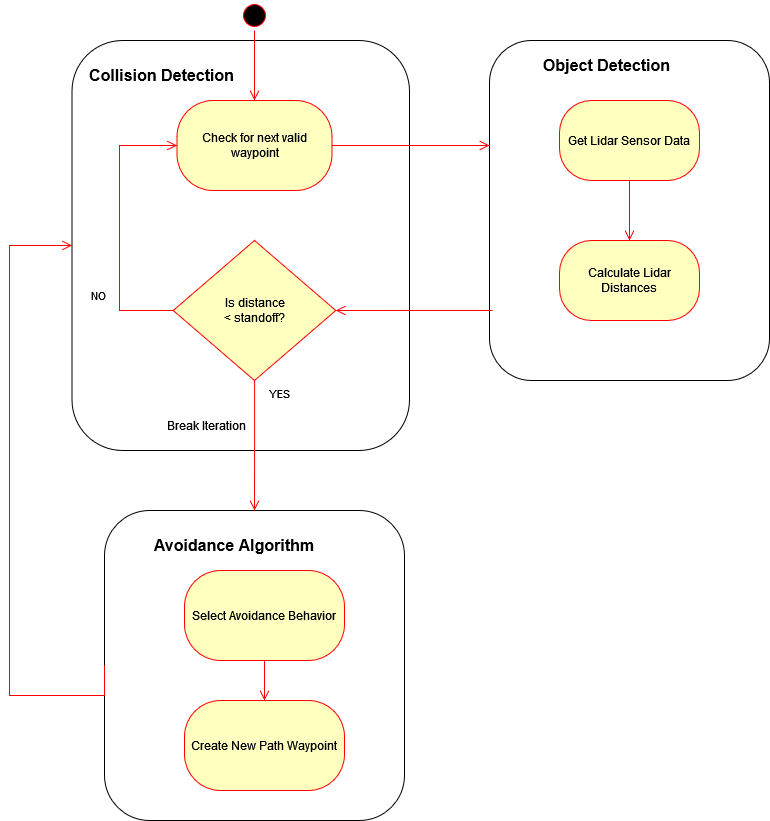 Collision Detection
Check for next valid
waypoint
Is distance
< standoff?
NO
YES
Break Iteration
Object Detection
Get Lidar Sensor Data
Calculate Lidar
Distances
Avoidance Algorithm
Select Avoidance Behavior
Create New Path Waypoint